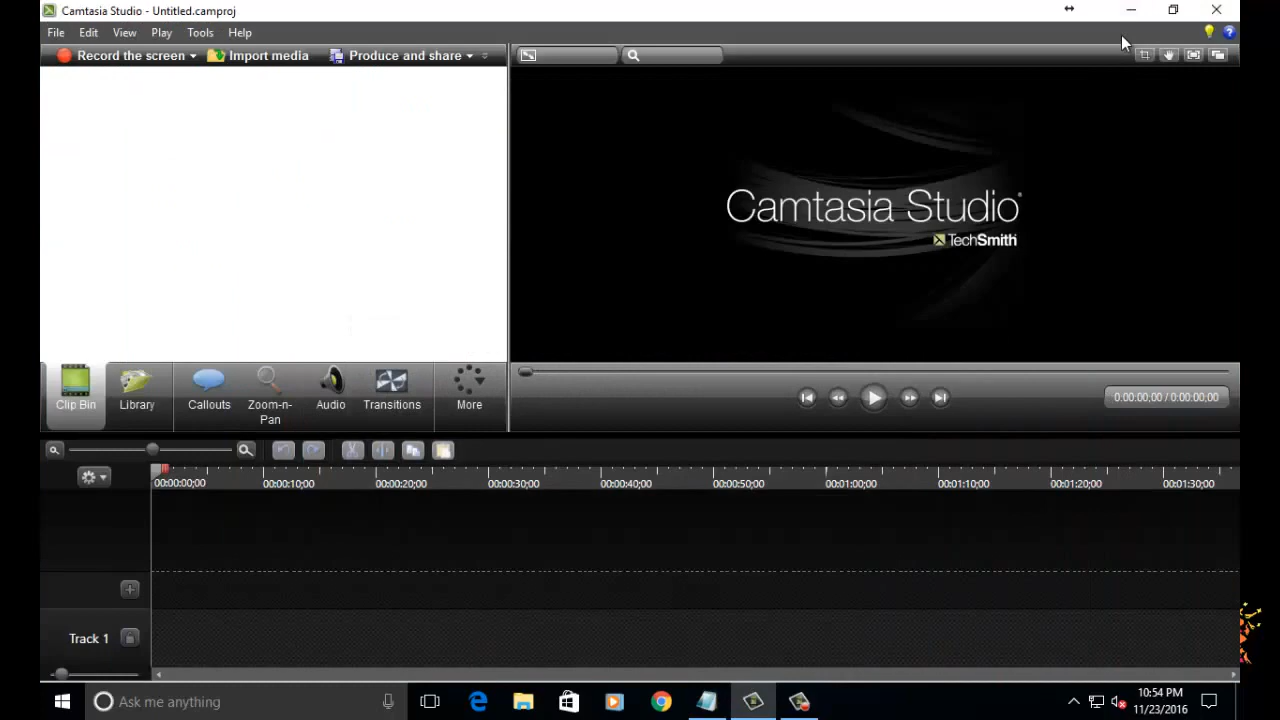 Camtasia Studio - Untitled.camproj
File Edit View Play Tools Help
Record the screen Import media Produce and share
Camtasia Studio®
TechSmith
Clip Bin Library Callouts Zoom-n-Pan Audio Transitions More
0:00:00;00 / 0:00:00;00
00:00:00;00 00:00:10;00 00:00:20;00 00:00:30;00 00:00:40;00 00:00:50;00 00:01:00;00 00:01:10;00 00:01:20;00 00:01:30;00
Track 1
Ask me anything
10:54 PM
11/23/2016